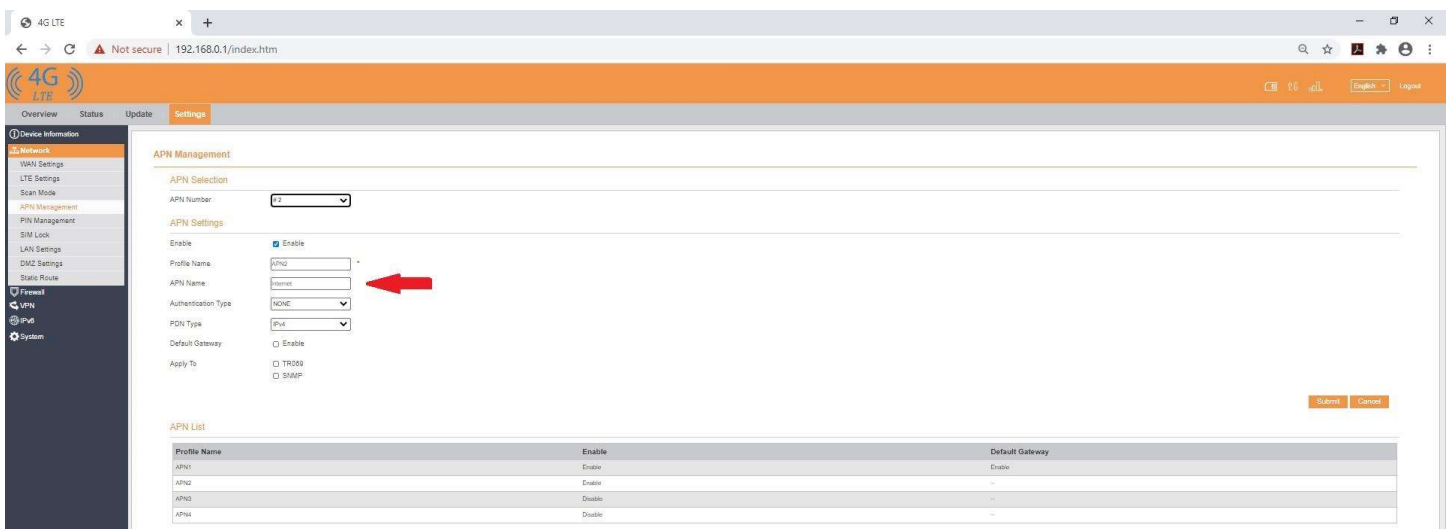 4G LTE
Not secure | 192.168.0.1/index.htm
4G
LTE
English
Logout
Overview Status Update Settings
Device Information
Network
WAN Settings
LTE Settings
Scan Mode
APN Management
PIN Management
SIM Lock
LAN Settings
DMZ Settings
Static Route
Firewall
VPN
IPv6
System
APN Management
APN Selection
APN Number # 2
APN Settings
Enable Enable
Profile Name APN2 *
APN Name internet
Authentication Type NONE
PDN Type IPv4
Default Gateway Enable
Apply To TR069
SNMP
Submit Cancel
APN List
Profile Name Enable Default Gateway
APN1 Enable Enable
APN2 Enable --
APN3 Disable --
APN4 Disable --